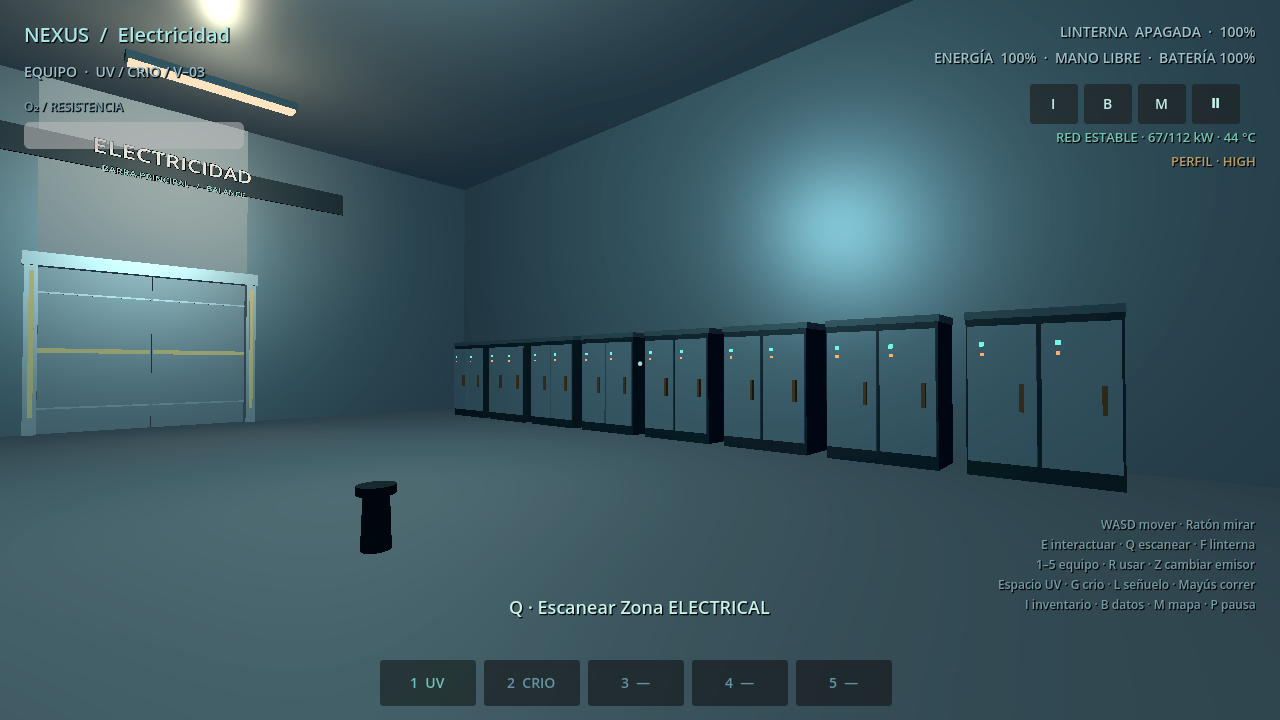 NEXUS / Electricidad
EQUIPO · UV / CRIO / V-03
O₂ / RESISTENCIA
ELECTRICIDAD
BARRA PRINCIPAL / BALANCE
LINTERNA APAGADA · 100%
ENERGÍA 100% · MANO LIBRE · BATERÍA 100%
I B M II
RED ESTABLE · 67/112 kW · 44 °C
PERFIL · HIGH
WASD mover · Ratón mirar
E interactuar · Q escanear · F linterna
1–5 equipo · R usar · Z cambiar emisor
Espacio UV · G crio · L señuelo · Mayús correr
I inventario · B datos · M mapa · P pausa
Q · Escanear Zona ELECTRICAL
1 UV 2 CRIO 3 — 4 — 5 —